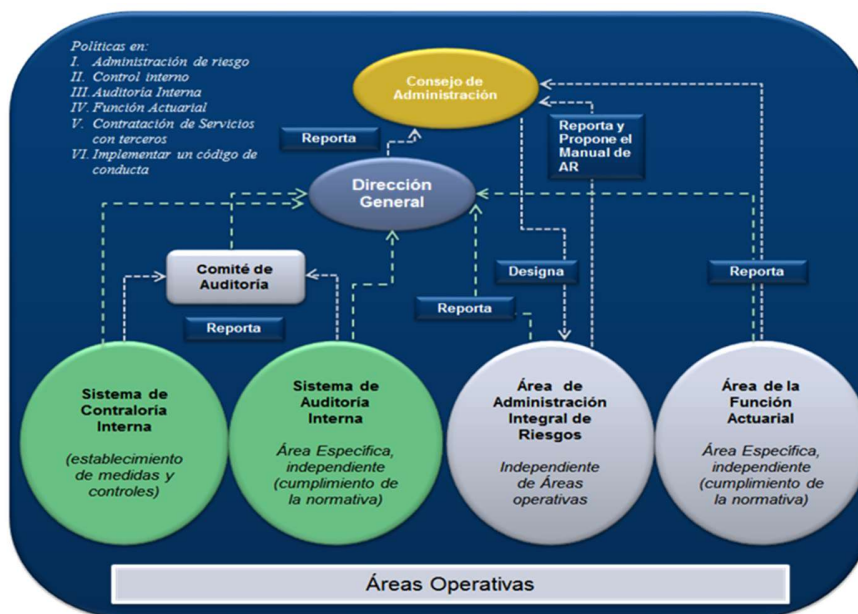 Políticas en:
I. Administración de riesgo
II. Control interno
III. Auditoría Interna
IV. Función Actuarial
V. Contratación de Servicios
con terceros
VI. Implementar un código de
conducta
Consejo de
Administración
Reporta
Reporta y
Propone el
Manual de
AR
Dirección
General
Comité de
Auditoría
Designa
Reporta
Reporta
Reporta
Sistema de
Contraloría
Interna
(establecimiento
de medidas y
controles)
Sistema de
Auditoría
Interna
Área Específica,
independiente
(cumplimiento de
la normativa)
Área de
Administración
Integral de
Riesgos
Independiente
de Áreas
operativas
Área de la
Función
Actuarial
Área Específica,
independiente
(cumplimiento de
la normativa)
Áreas Operativas